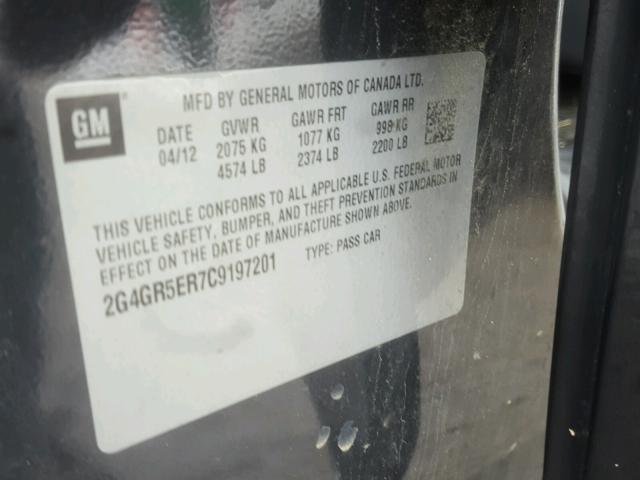 GM
MFD BY GENERAL MOTORS OF CANADA LTD.
DATE GVWR GAWR FRT GAWR RR
04/12 2075 KG 1077 KG 998 KG
4574 LB 2374 LB 2200 LB
THIS VEHICLE CONFORMS TO ALL APPLICABLE U.S. FEDERAL MOTOR
VEHICLE SAFETY, BUMPER, AND THEFT PREVENTION STANDARDS IN
EFFECT ON THE DATE OF MANUFACTURE SHOWN ABOVE.
2G4GR5ER7C9197201 TYPE: PASS CAR